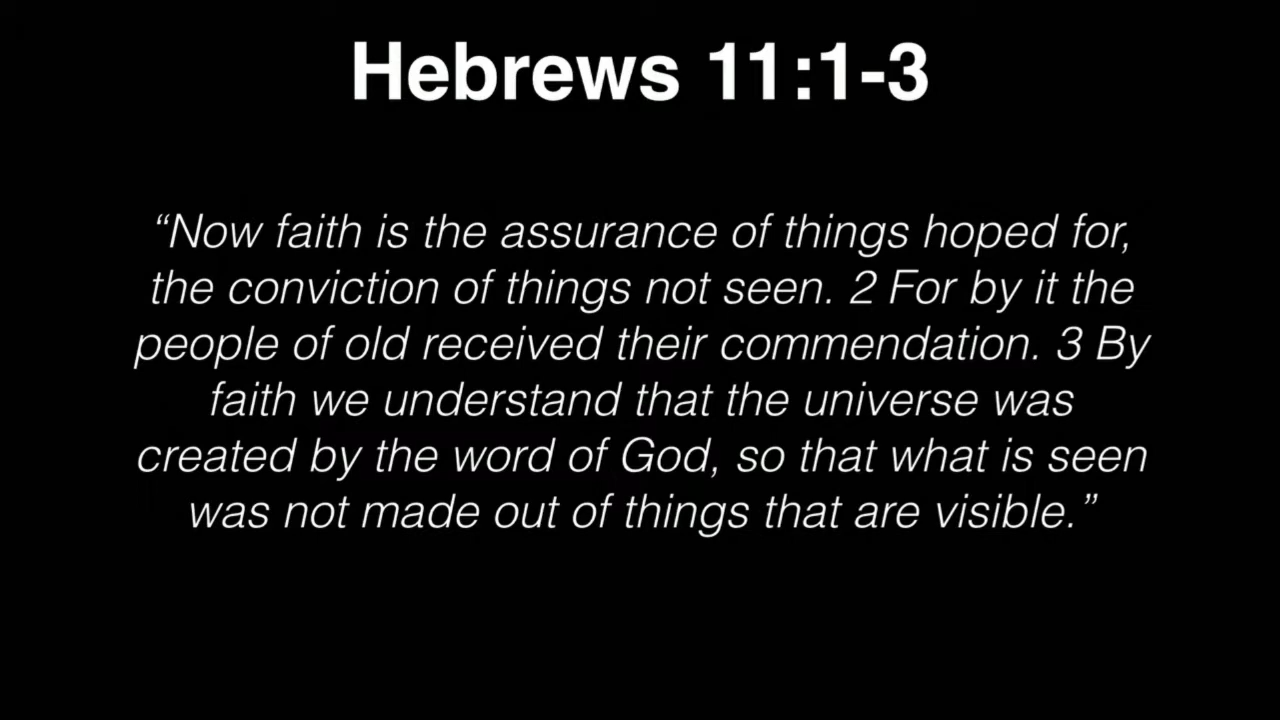 Hebrews 11:1-3
“Now faith is the assurance of things hoped for,
the conviction of things not seen. 2 For by it the
people of old received their commendation. 3 By
faith we understand that the universe was
created by the word of God, so that what is seen
was not made out of things that are visible.”